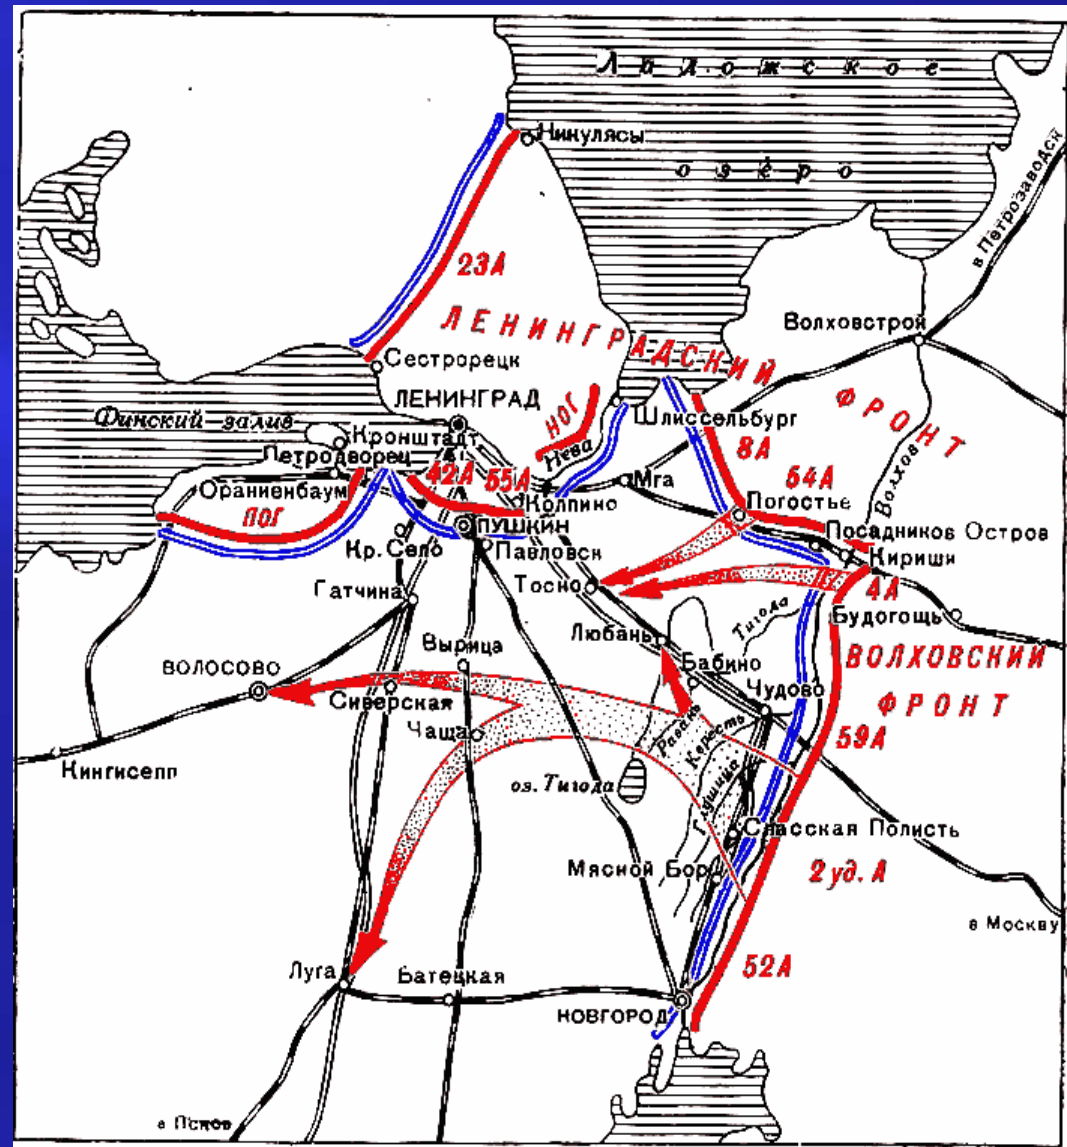 Ладожское
озеро
Никулясы
в Петрозаводск
23А
ЛЕНИНГРАДСКИЙ
ФРОНТ
Волховстрой
Сестрорецк
ЛЕНИНГРАД
НОГ
Шлиссельбург
Финский залив
Кронштадт
Нева
8А
Волхов
Петродворец
42А
55А
Мга
54А
Ораниенбаум
Колпино
Погостье
ПОГ
ПУШКИН
Посадников Остров
Кр. Село
Павловск
Кириши
Гатчина
Тосно
4А
Будогощь
Тигода
Любань
Вырица
ВОЛХОВСКИЙ
ФРОНТ
ВОЛОСОВО
Бабино
Чудово
Сиверская
Равань
Кересть
59А
Чаща
Кингисепп
оз. Тигода
Глушица
Спасская Полисть
Мясной Бор
2 уд. А
в Москву
Луга
Батецкая
52А
НОВГОРОД
в Псков